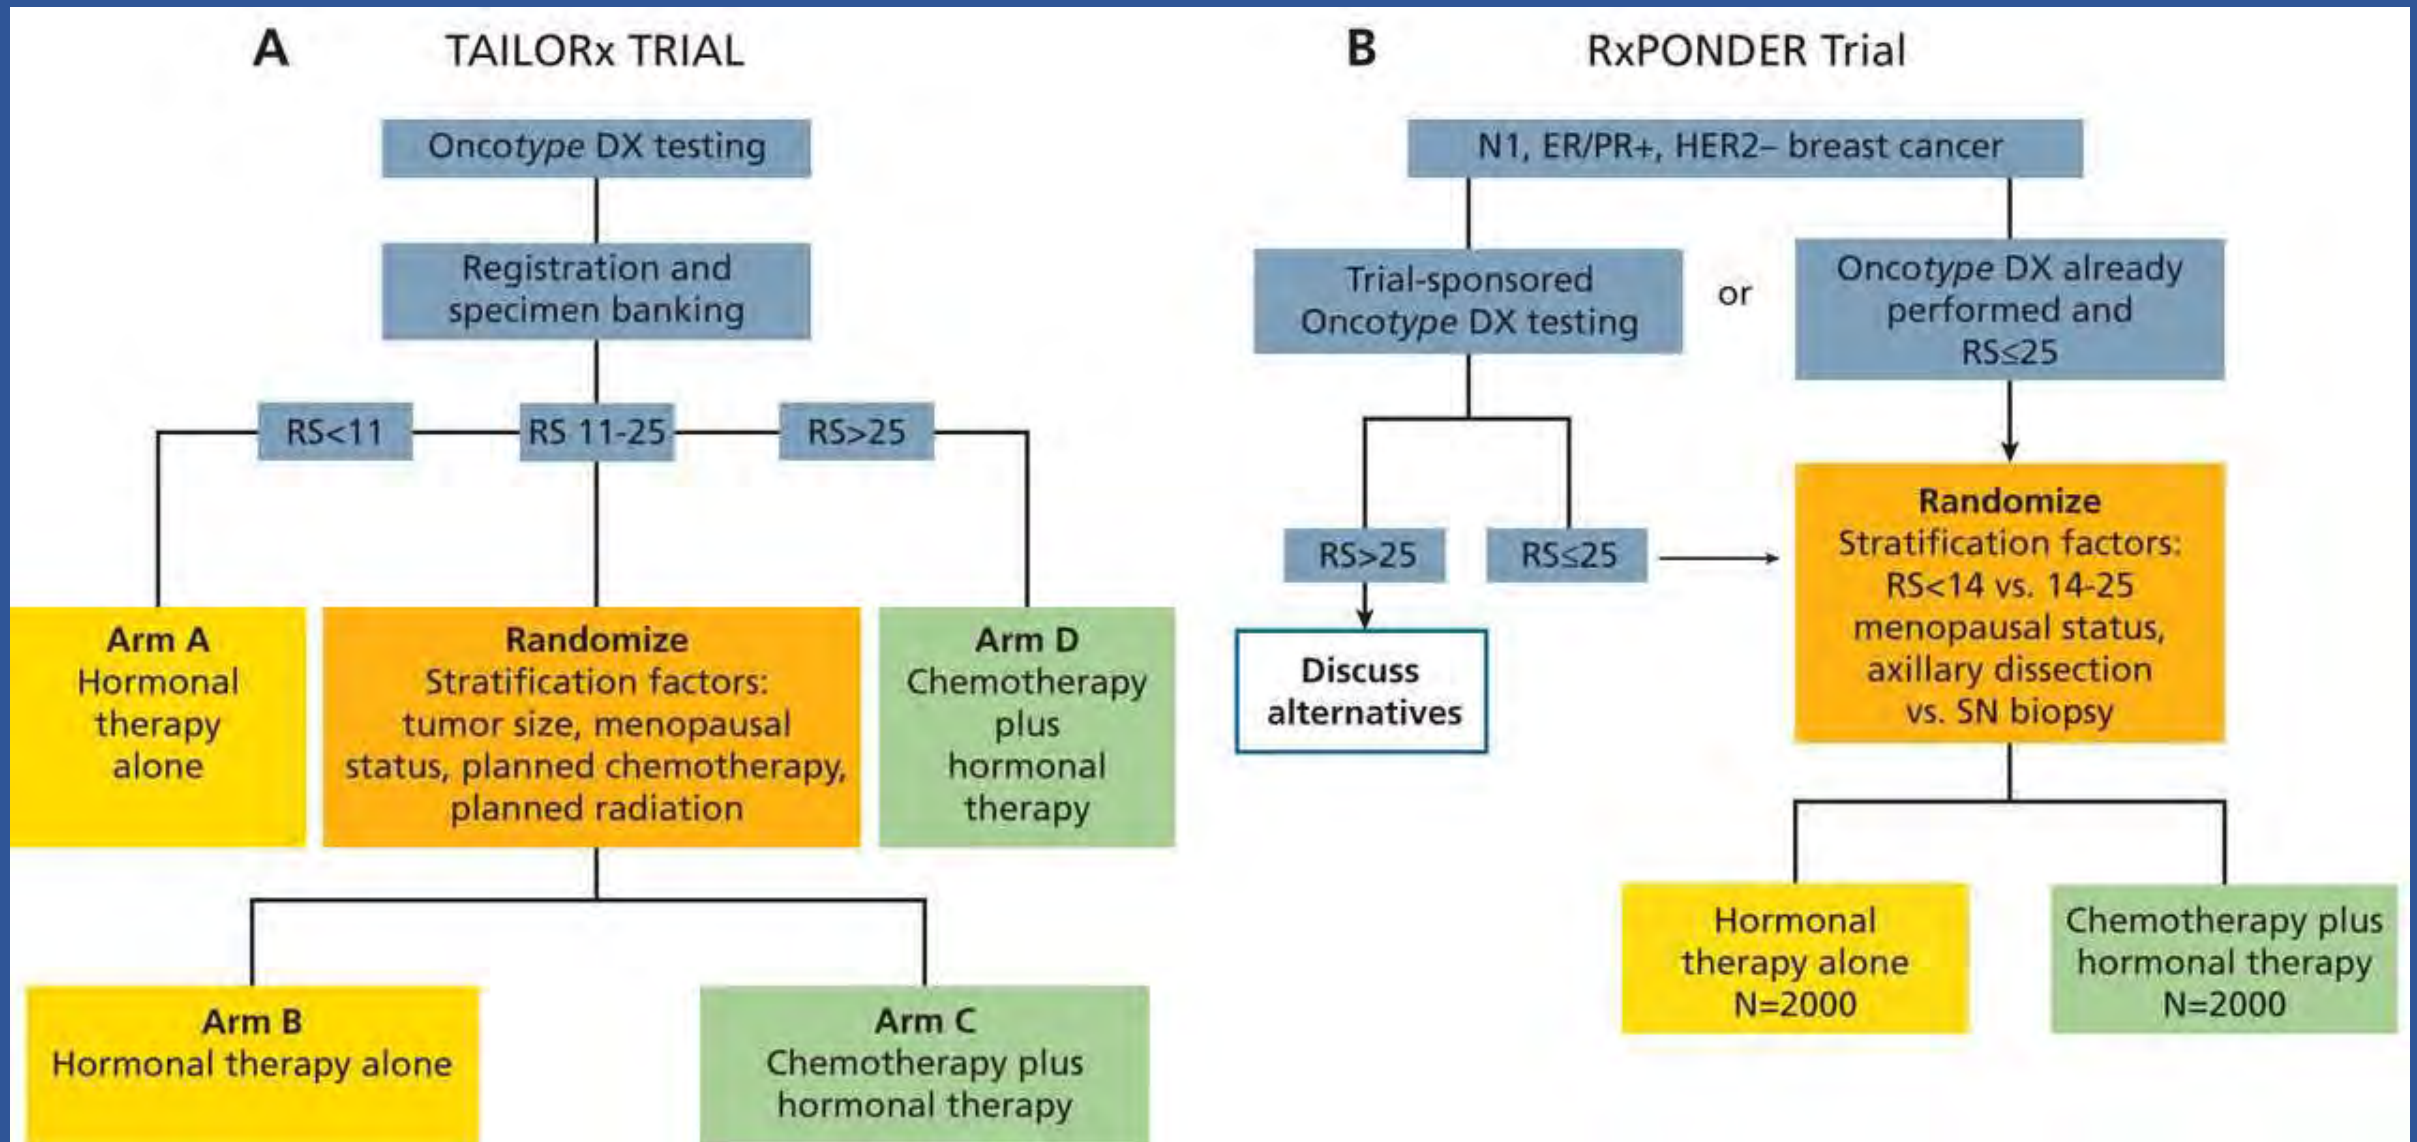 A
TAILORx TRIAL
Oncotype DX testing
Registration and
specimen banking
RS<11
RS 11-25
RS>25
Arm A
Hormonal
therapy
alone
Randomize
Stratification factors:
tumor size, menopausal
status, planned chemotherapy,
planned radiation
Arm D
Chemotherapy
plus
hormonal
therapy
Arm B
Hormonal therapy alone
Arm C
Chemotherapy plus
hormonal therapy
B
RxPONDER Trial
N1, ER/PR+, HER2– breast cancer
Trial-sponsored
Oncotype DX testing
or
Oncotype DX already
performed and
RS≤25
RS>25
RS≤25
Discuss
alternatives
Randomize
Stratification factors:
RS<14 vs. 14-25
menopausal status,
axillary dissection
vs. SN biopsy
Hormonal
therapy alone
N=2000
Chemotherapy plus
hormonal therapy
N=2000